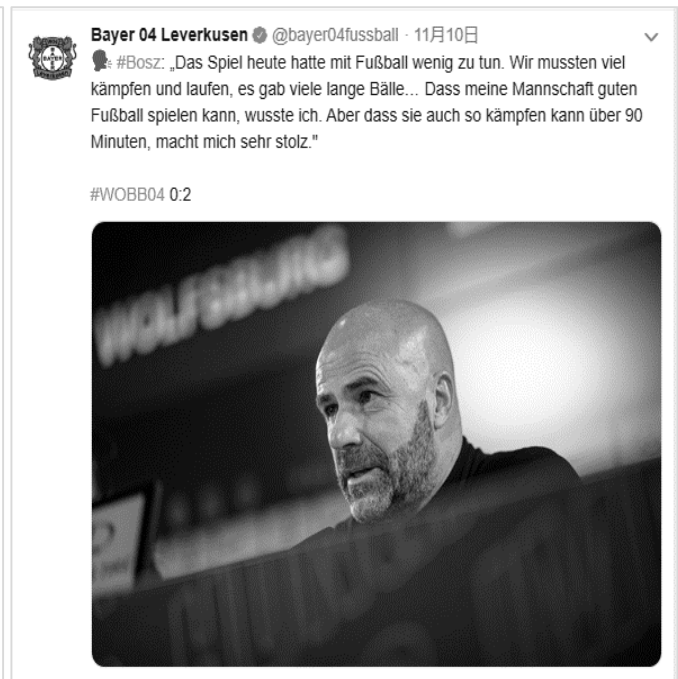 Bayer 04 Leverkusen @bayer04fussball · 11月10日
#Bosz: „Das Spiel heute hatte mit Fußball wenig zu tun. Wir mussten viel
kämpfen und laufen, es gab viele lange Bälle... Dass meine Mannschaft guten
Fußball spielen kann, wusste ich. Aber dass sie auch so kämpfen kann über 90
Minuten, macht mich sehr stolz."
#WOBB04 0:2
WOLFSBURG